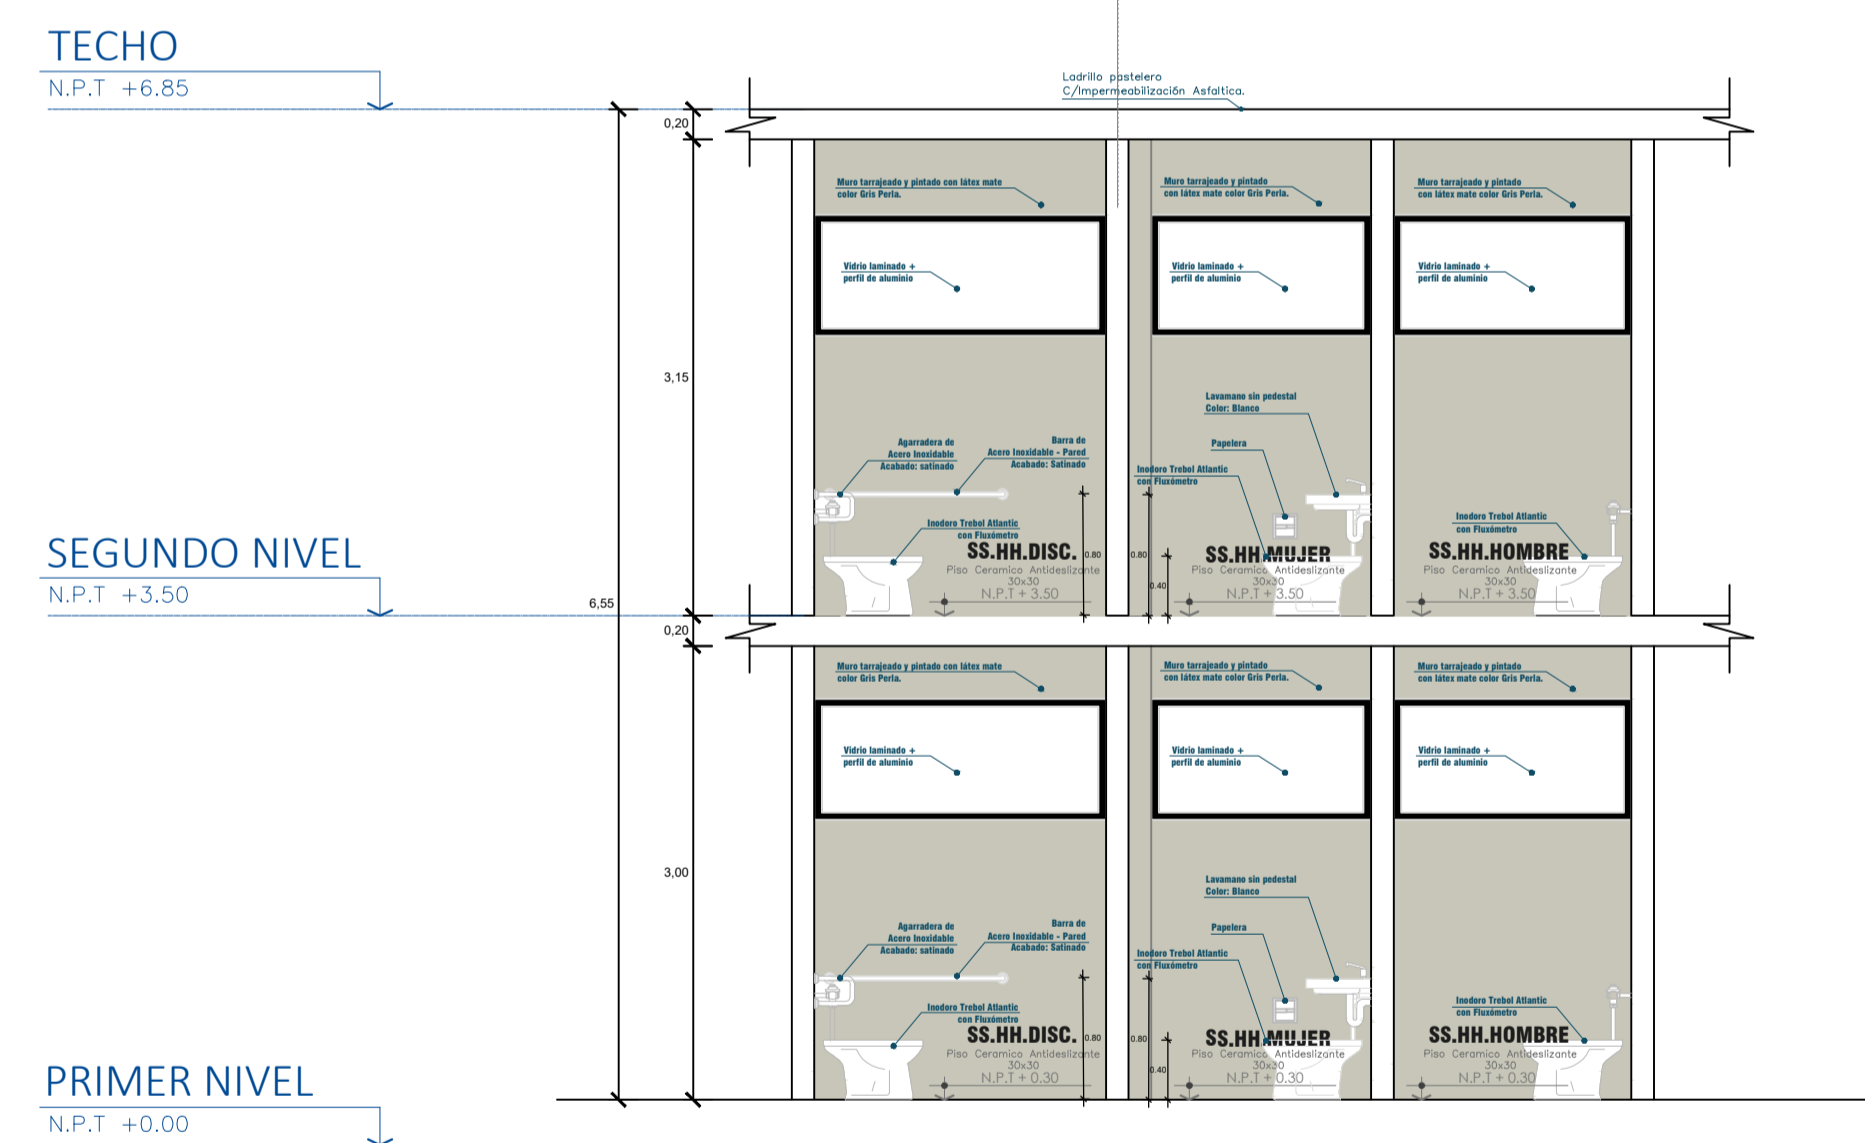 TECHO
N.P.T +6.85
Ladrillo pastelero
C/Impermeabilización Asfaltica.
0,20
Muro tarrajeado y pintado con látex mate
color Gris Perla.
Muro tarrajeado y pintado
con látex mate color Gris Perla.
Muro tarrajeado y pintado
con látex mate color Gris Perla.
Vidrio laminado +
perfil de aluminio
Vidrio laminado +
perfil de aluminio
Vidrio laminado +
perfil de aluminio
3,15
Agarradera de
Acero Inoxidable
Acabado: satinado
Barra de
Acero Inoxidable - Pared
Acabado: Satinado
Inodoro Trebol Atlantic
con Fluxómetro
SS.HH.DISC.
Piso Ceramico Antideslizante
30x30
N.P.T + 3.50
0.80
Lavamano sin pedestal
Color: Blanco
Papelera
Inodoro Trebol Atlantic
con Fluxómetro
0.80
0.40
SS.HH.MUJER
Piso Ceramico Antideslizante
30x30
N.P.T + 3.50
Inodoro Trebol Atlantic
con Fluxómetro
SS.HH.HOMBRE
Piso Ceramico Antideslizante
30x30
N.P.T + 3.50
SEGUNDO NIVEL
N.P.T +3.50
6,55
0,20
Muro tarrajeado y pintado con látex mate
color Gris Perla.
Muro tarrajeado y pintado
con látex mate color Gris Perla.
Muro tarrajeado y pintado
con látex mate color Gris Perla.
Vidrio laminado +
perfil de aluminio
Vidrio laminado +
perfil de aluminio
Vidrio laminado +
perfil de aluminio
3,00
Agarradera de
Acero Inoxidable
Acabado: satinado
Barra de
Acero Inoxidable - Pared
Acabado: Satinado
Inodoro Trebol Atlantic
con Fluxómetro
SS.HH.DISC.
Piso Ceramico Antideslizante
30x30
N.P.T + 0.30
0.80
Lavamano sin pedestal
Color: Blanco
Papelera
Inodoro Trebol Atlantic
con Fluxómetro
0.80
0.40
SS.HH.MUJER
Piso Ceramico Antideslizante
30x30
N.P.T + 0.30
Inodoro Trebol Atlantic
con Fluxómetro
SS.HH.HOMBRE
Piso Ceramico Antideslizante
30x30
N.P.T + 0.30
PRIMER NIVEL
N.P.T +0.00